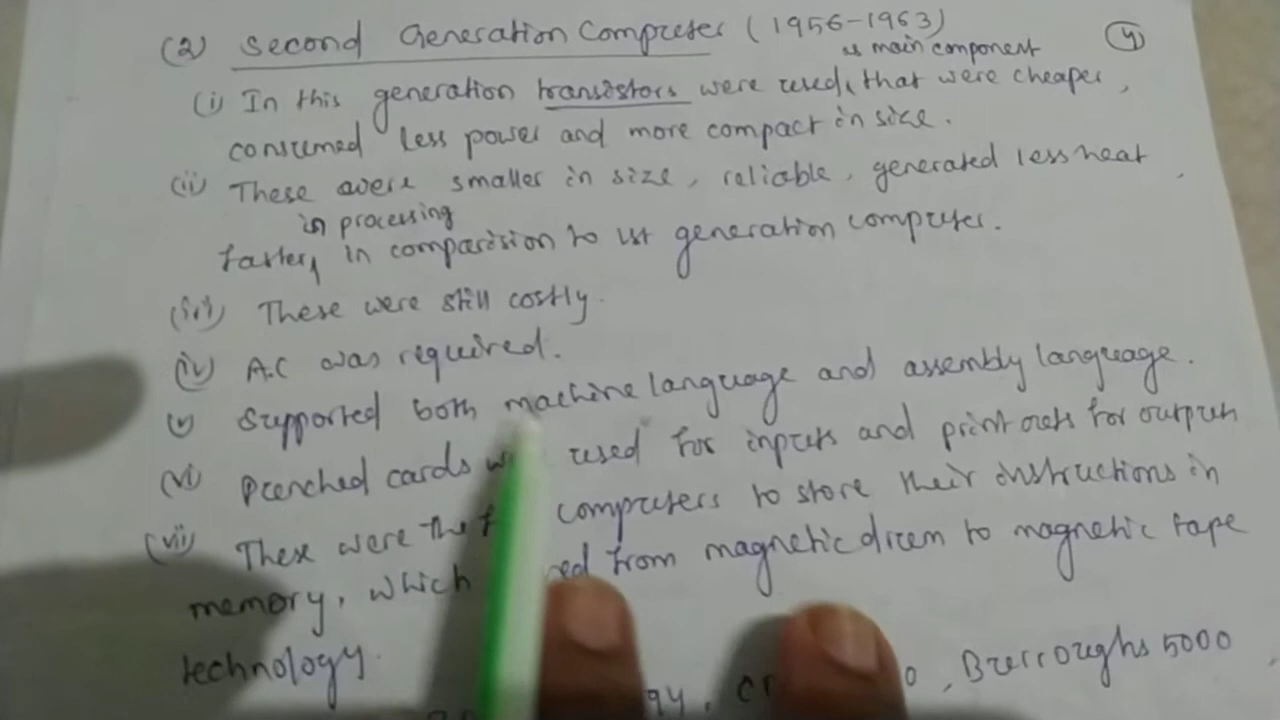 (2) Second Generation Computer (1956-1963)
4
as main component
(i) In this generation transistors were used, that were cheaper,
consumed less power and more compact in size.
(ii) These were smaller in size, reliable, generated less heat,
in processing
faster, in comparision to Ist generation computer.
(iii) These were still costly.
(iv) A.C was required.
(v) Supported both machine language and assembly language.
(vi) Punched cards used for inputs and print outs for output
(vii) These were the computers to store their instructions in
memory, which from magnetic drum to magnetic tape
technology.
94, 0, Burroughs 5000,